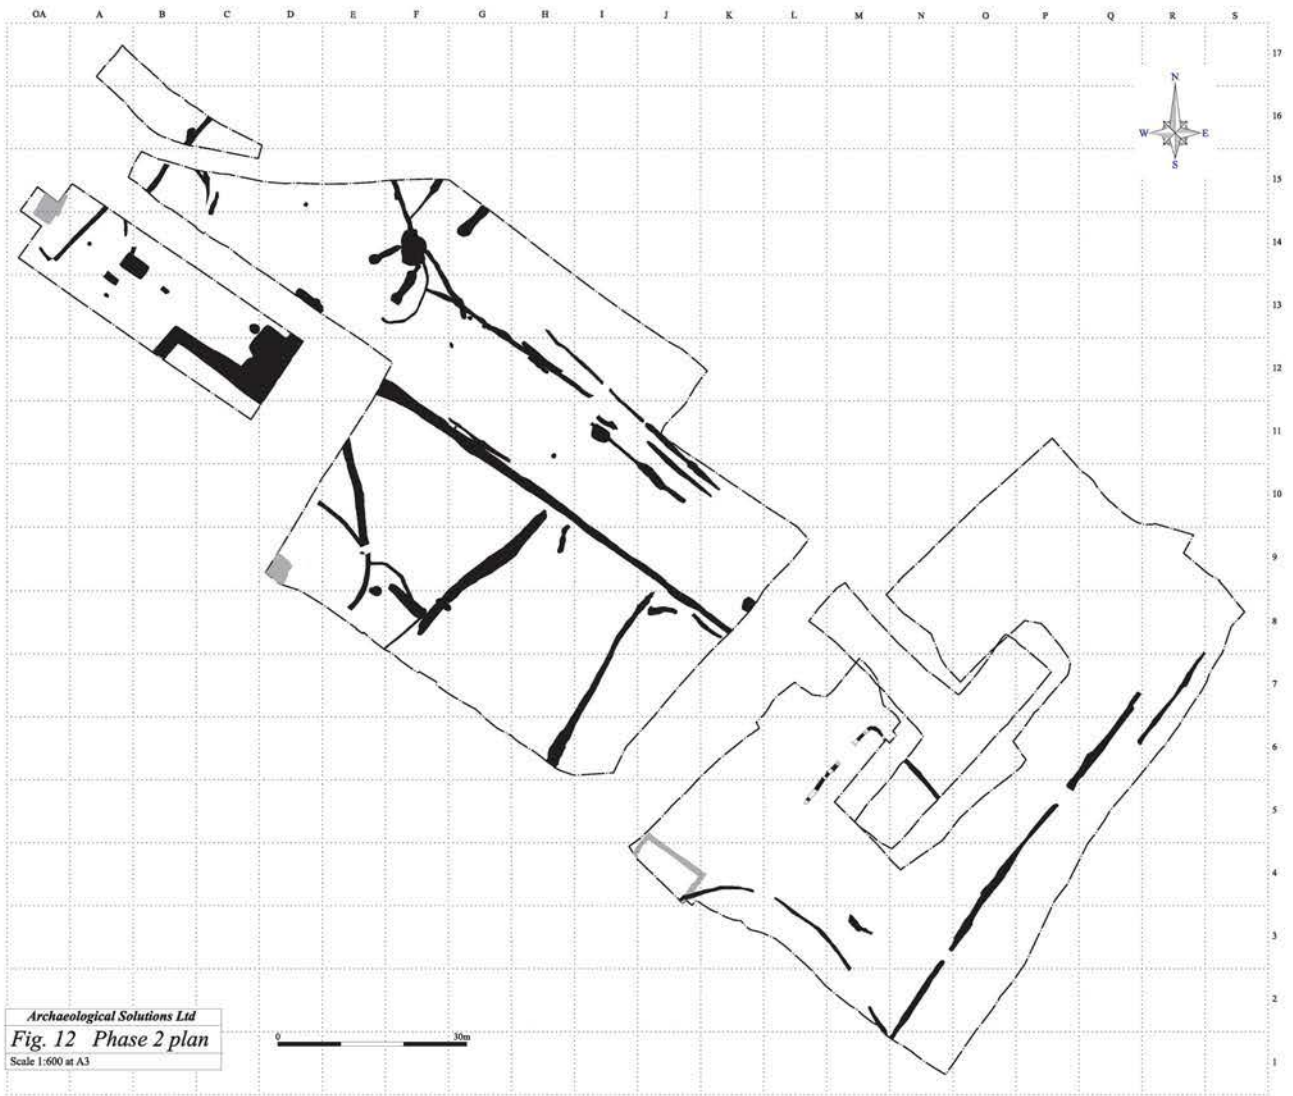 OA A B C D E F G H I J K L M N O P Q R S
17
N
16
W E
S
15
14
13
12
11
10
9
8
7
6
5
4
3
2
1
Archaeological Solutions Ltd
Fig. 12 Phase 2 plan
Scale 1:600 at A3
0 30m